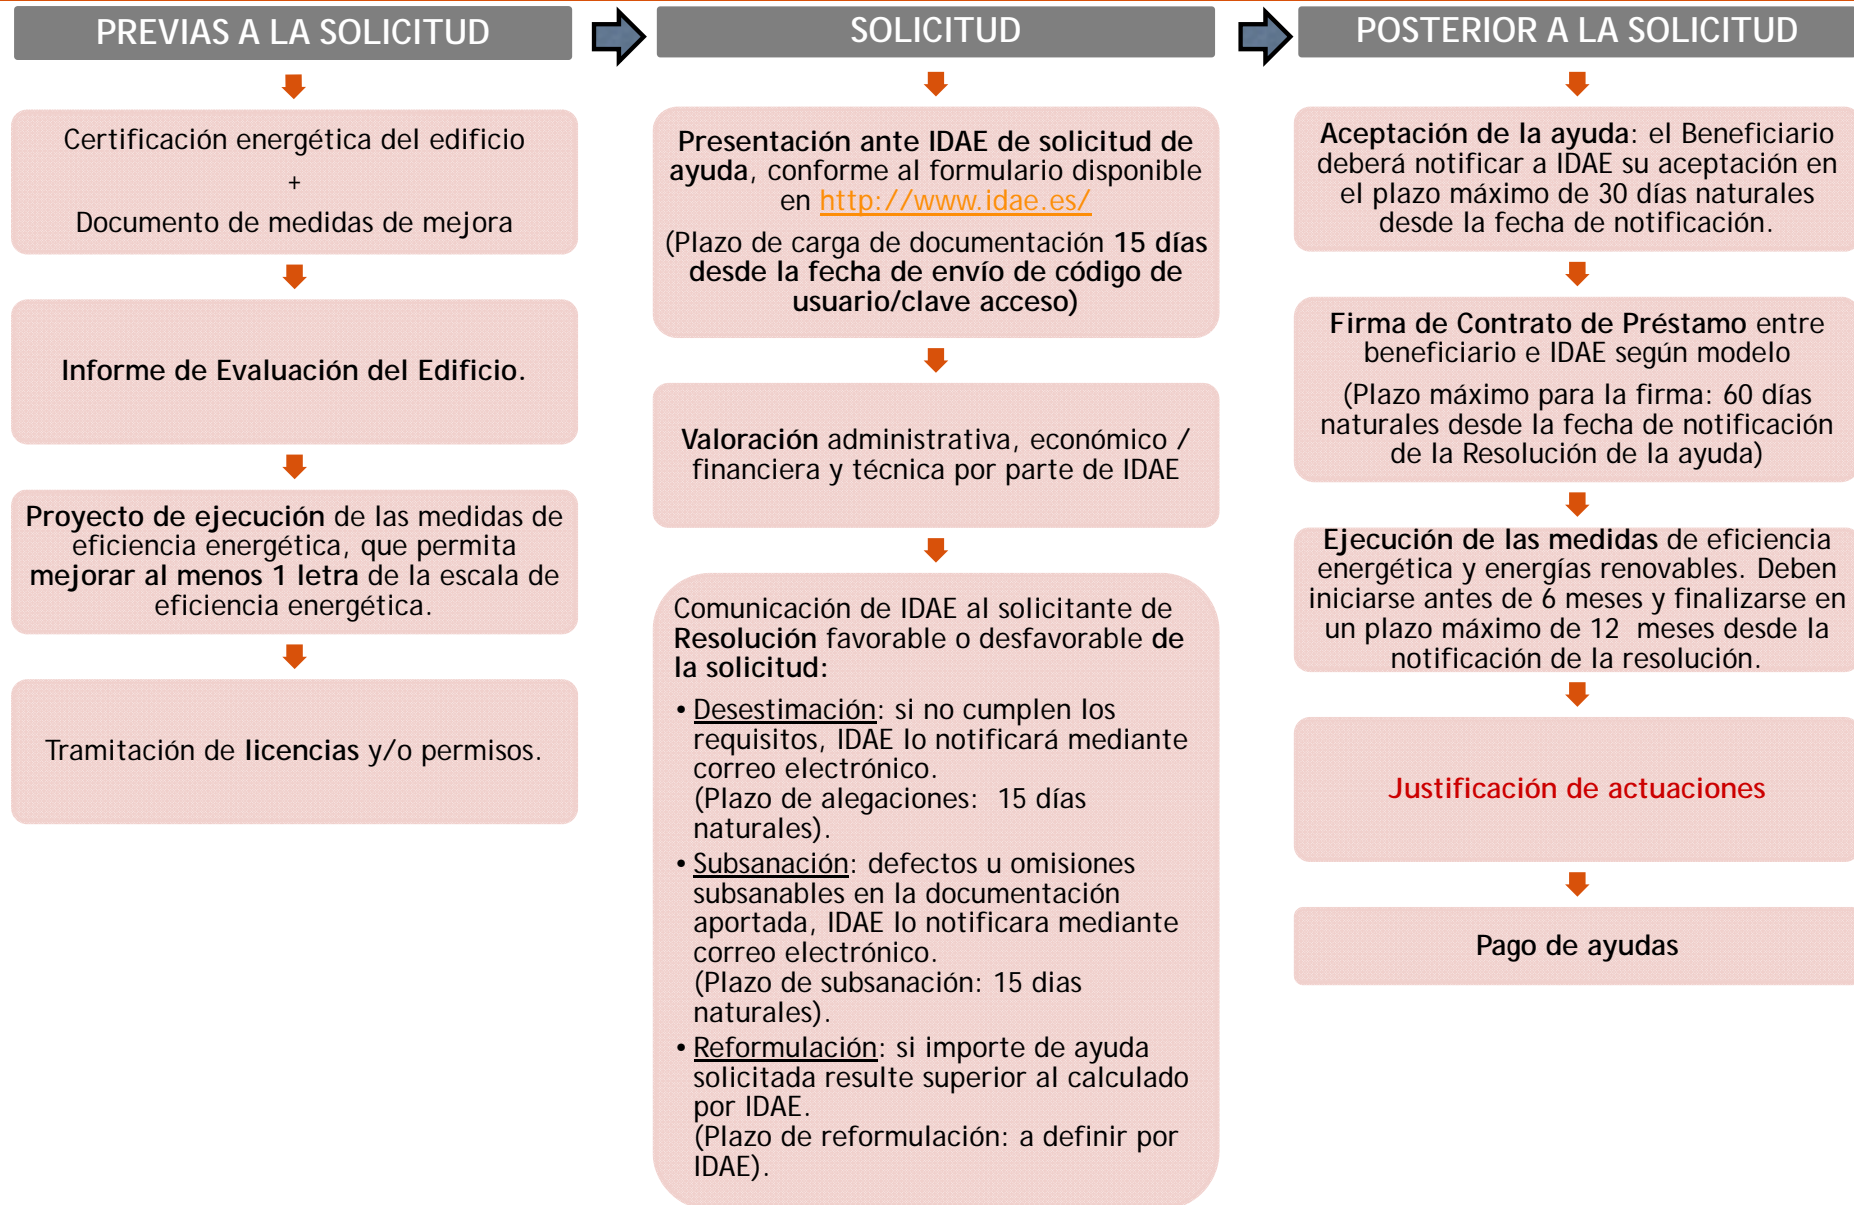 PREVIAS A LA SOLICITUD
Certificación energética del edificio
+
Documento de medidas de mejora
Informe de Evaluación del Edificio.
Proyecto de ejecución de las medidas de
eficiencia energética, que permita
mejorar al menos 1 letra de la escala de
eficiencia energética.
Tramitación de licencias y/o permisos.
SOLICITUD
Presentación ante IDAE de solicitud de
ayuda, conforme al formulario disponible
en http://www.idae.es/
(Plazo de carga de documentación 15 días
desde la fecha de envío de código de
usuario/clave acceso)
Valoración administrativa, económico /
financiera y técnica por parte de IDAE
Comunicación de IDAE al solicitante de
Resolución favorable o desfavorable de
la solicitud:
• Desestimación: si no cumplen los
requisitos, IDAE lo notificará mediante
correo electrónico.
(Plazo de alegaciones: 15 días
naturales).
• Subsanación: defectos u omisiones
subsanables en la documentación
aportada, IDAE lo notificara mediante
correo electrónico.
(Plazo de subsanación: 15 dias
naturales).
• Reformulación: si importe de ayuda
solicitada resulte superior al calculado
por IDAE.
(Plazo de reformulación: a definir por
IDAE).
POSTERIOR A LA SOLICITUD
Aceptación de la ayuda: el Beneficiario
deberá notificar a IDAE su aceptación en
el plazo máximo de 30 días naturales
desde la fecha de notificación.
Firma de Contrato de Préstamo entre
beneficiario e IDAE según modelo
(Plazo máximo para la firma: 60 días
naturales desde la fecha de notificación
de la Resolución de la ayuda)
Ejecución de las medidas de eficiencia
energética y energías renovables. Deben
iniciarse antes de 6 meses y finalizarse en
un plazo máximo de 12 meses desde la
notificación de la resolución.
Justificación de actuaciones
Pago de ayudas